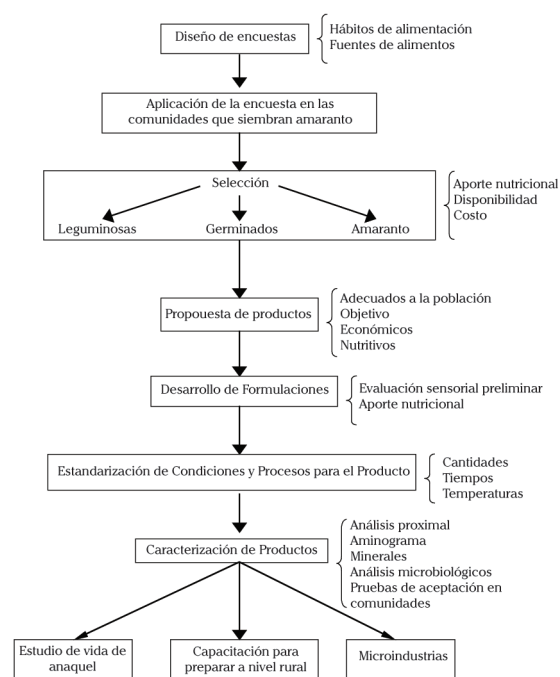 Diseño de encuestas
Hábitos de alimentación
Fuentes de alimentos
Aplicación de la encuesta en las
comunidades que siembran amaranto
Selección
Leguminosas
Germinados
Amaranto
Aporte nutricional
Disponibilidad
Costo
Propouesta de productos
Adecuados a la población
Objetivo
Económicos
Nutritivos
Desarrollo de Formulaciones
Evaluación sensorial preliminar
Aporte nutricional
Estandarización de Condiciones y Procesos para el Producto
Cantidades
Tiempos
Temperaturas
Caracterización de Productos
Análisis proximal
Aminograma
Minerales
Análisis microbiológicos
Pruebas de aceptación en
comunidades
Estudio de vida de
anaquel
Capacitación para
preparar a nivel rural
Microindustrias